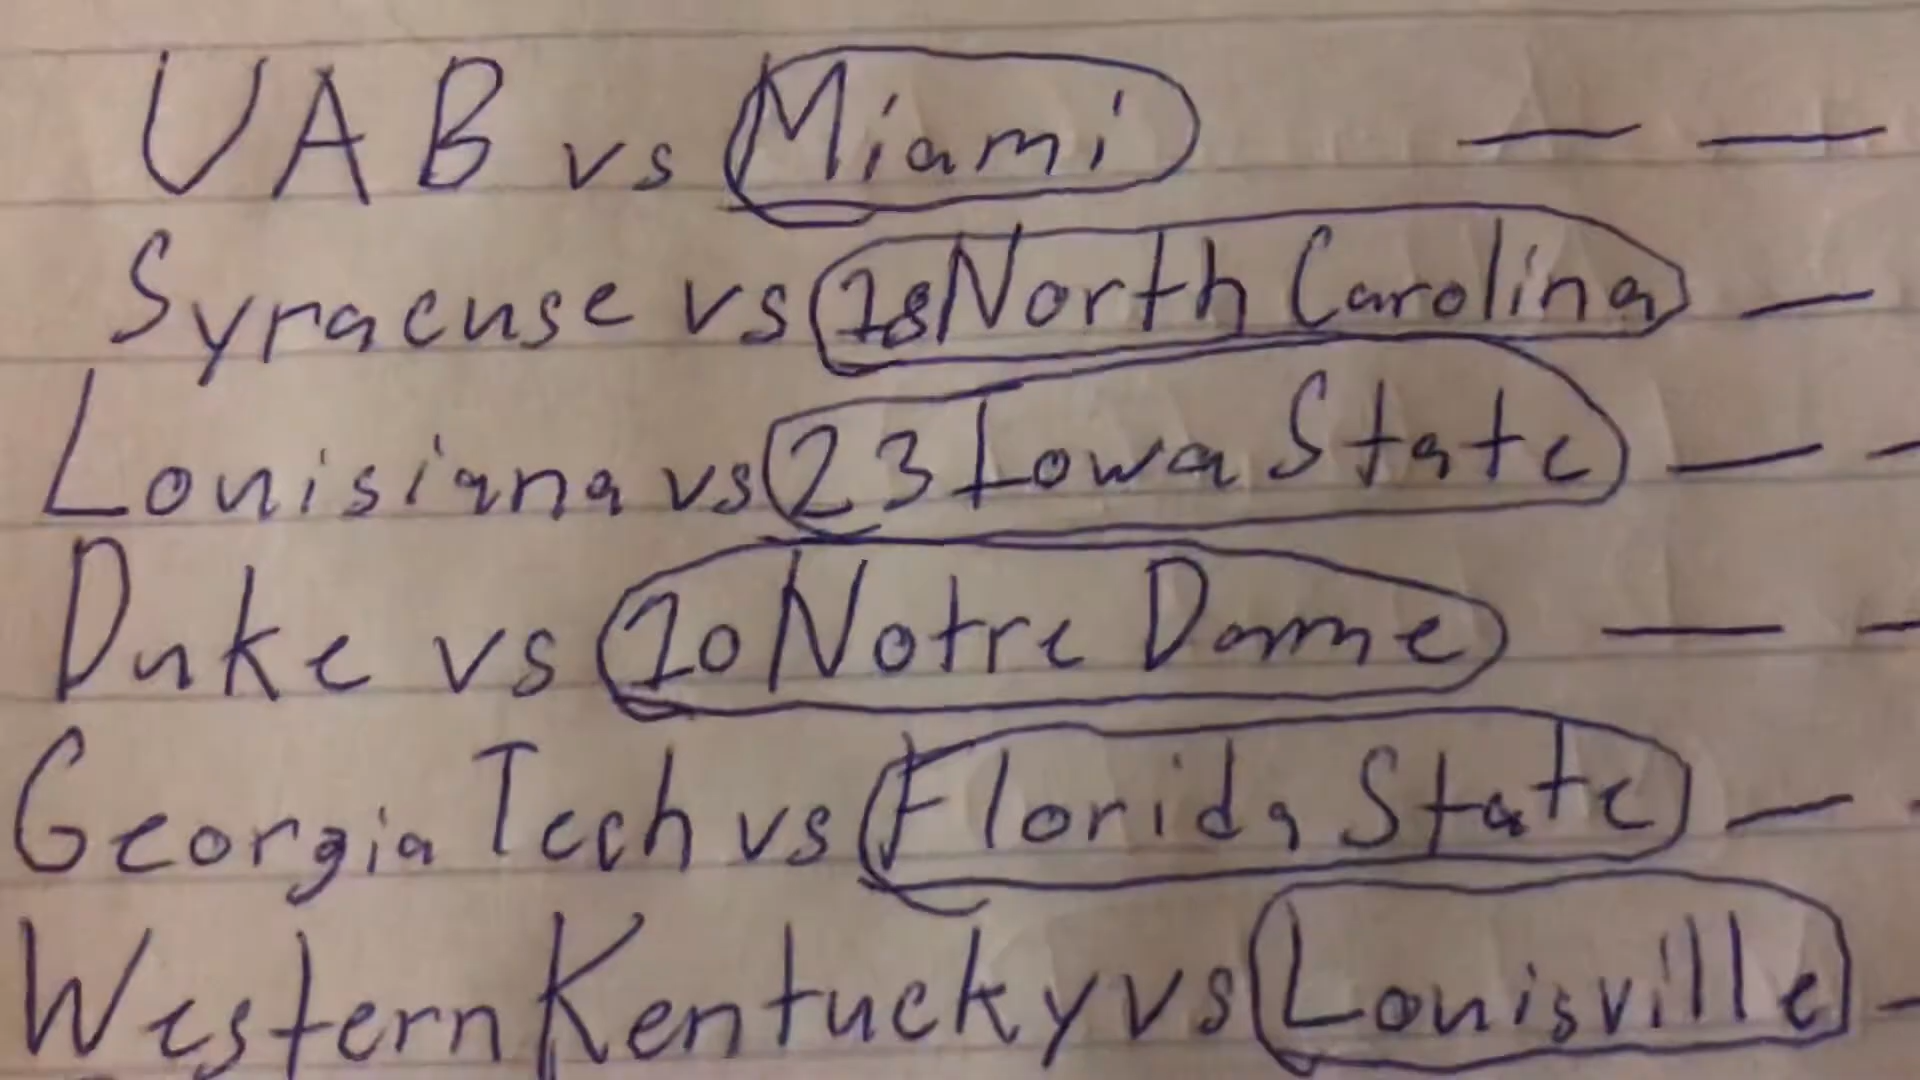 UAB vs Miami — —
Syracuse vs 18 North Carolina —
Louisiana vs 23 Iowa State — -
Duke vs 10 Notre Dame — -
Georgia Tech vs Florida State — -
Western Kentucky vs Louisville -